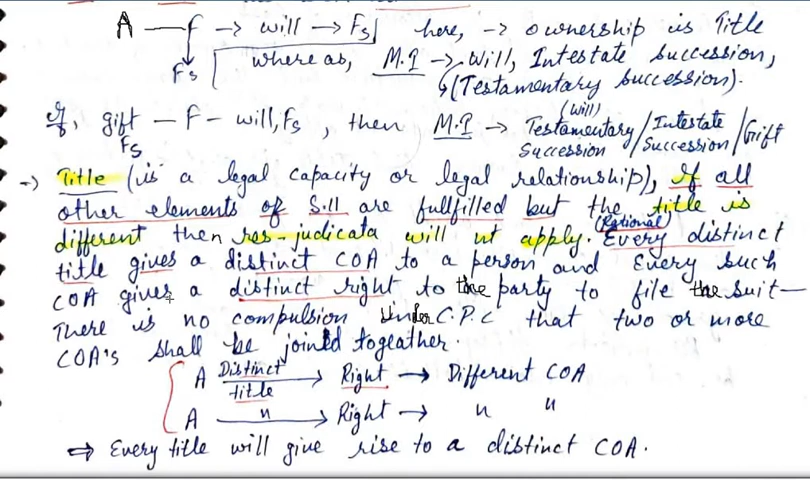 A — F → will → Fs] here, → ownership is Title
Fs whereas, M.I → Will, Intestate succession,
↳(Testamentary succession).
If, gift — F - will, Fs, then M.I → Testamentary (will) Succession / Intestate Succession / Gift
Fs
→ Title (is a legal capacity or legal relationship), If all
other elements of S.11 are fullfilled but the title is
different then res-judicata will nt apply. (Rational) Every distinct
title gives a distinct COA to a person and Every such
COA gives a distinct right to the party to file the suit—
There is no compulsion under C.P.C that two or more
COA's shall be joined togeather.
A Distinct title → Right → Different COA
A " → Right → " "
⇒ Every title will give rise to a distinct COA.